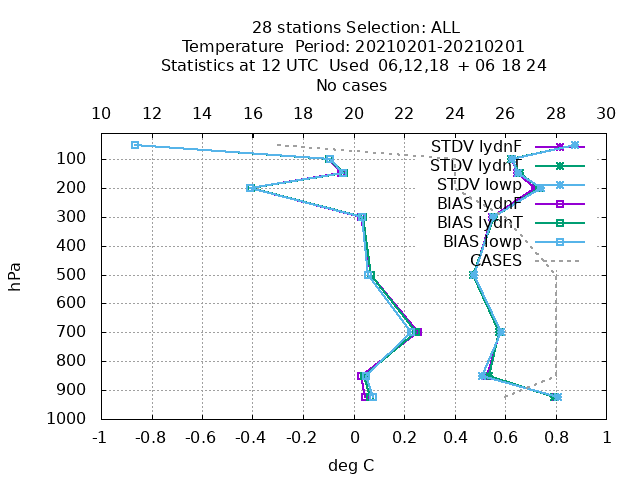 28 stations Selection: ALL
Temperature Period: 20210201-20210201
Statistics at 12 UTC Used 06,12,18 + 06 18 24
No cases
10 12 14 16 18 20 22 24 26 28 30
STDV lydnF
STDV lydnT
STDV lowp
BIAS lydnF
BIAS lydnT
BIAS lowp
CASES
100
200
300
400
500
600
700
800
900
1000
hPa
-1 -0.8 -0.6 -0.4 -0.2 0 0.2 0.4 0.6 0.8 1
deg C